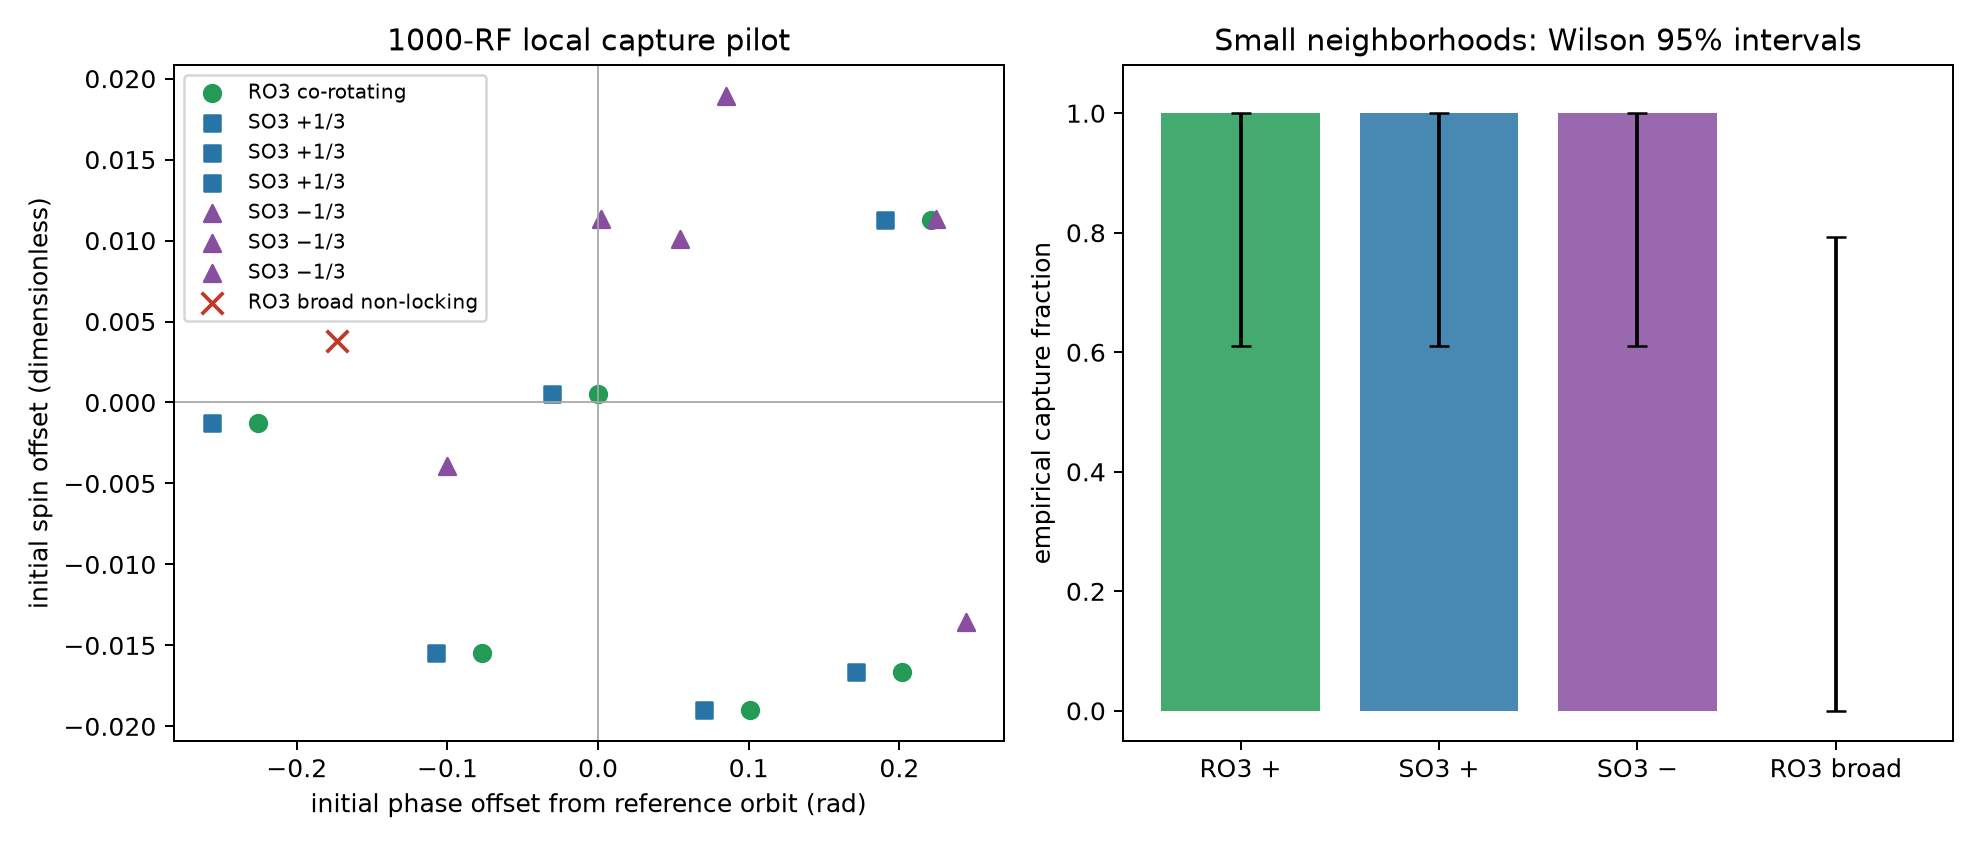 1000-RF local capture pilot
initial spin offset (dimensionless)
0.020
0.015
0.010
0.005
0.000
−0.005
−0.010
−0.015
−0.020
RO3 co-rotating
SO3 +1/3
SO3 +1/3
SO3 +1/3
SO3 −1/3
SO3 −1/3
SO3 −1/3
RO3 broad non-locking
−0.2
−0.1
0.0
0.1
0.2
initial phase offset from reference orbit (rad)
Small neighborhoods: Wilson 95% intervals
empirical capture fraction
1.0
0.8
0.6
0.4
0.2
0.0
RO3 +
SO3 +
SO3 −
RO3 broad